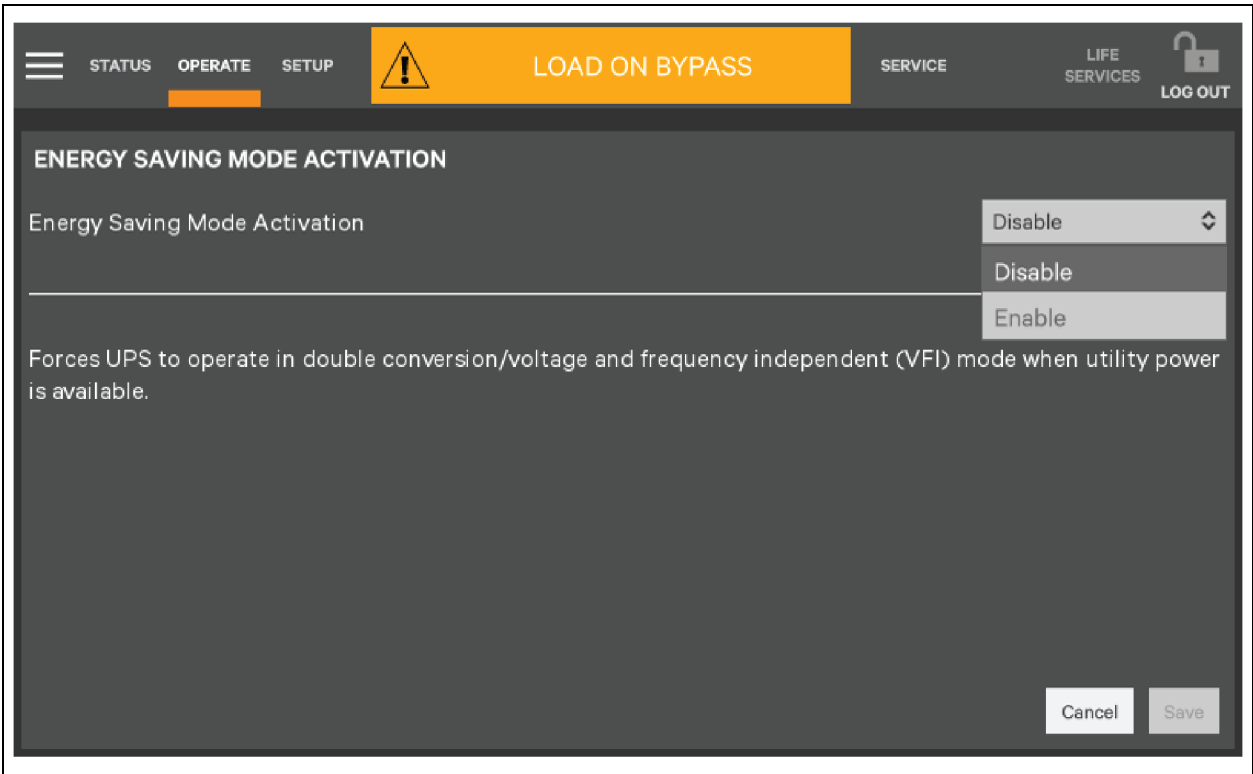 STATUS OPERATE SETUP LOAD ON BYPASS SERVICE LIFE SERVICES LOG OUT
ENERGY SAVING MODE ACTIVATION
Energy Saving Mode Activation Disable
Disable
Enable
Forces UPS to operate in double conversion/voltage and frequency independent (VFI) mode when utility power
is available.
Cancel Save